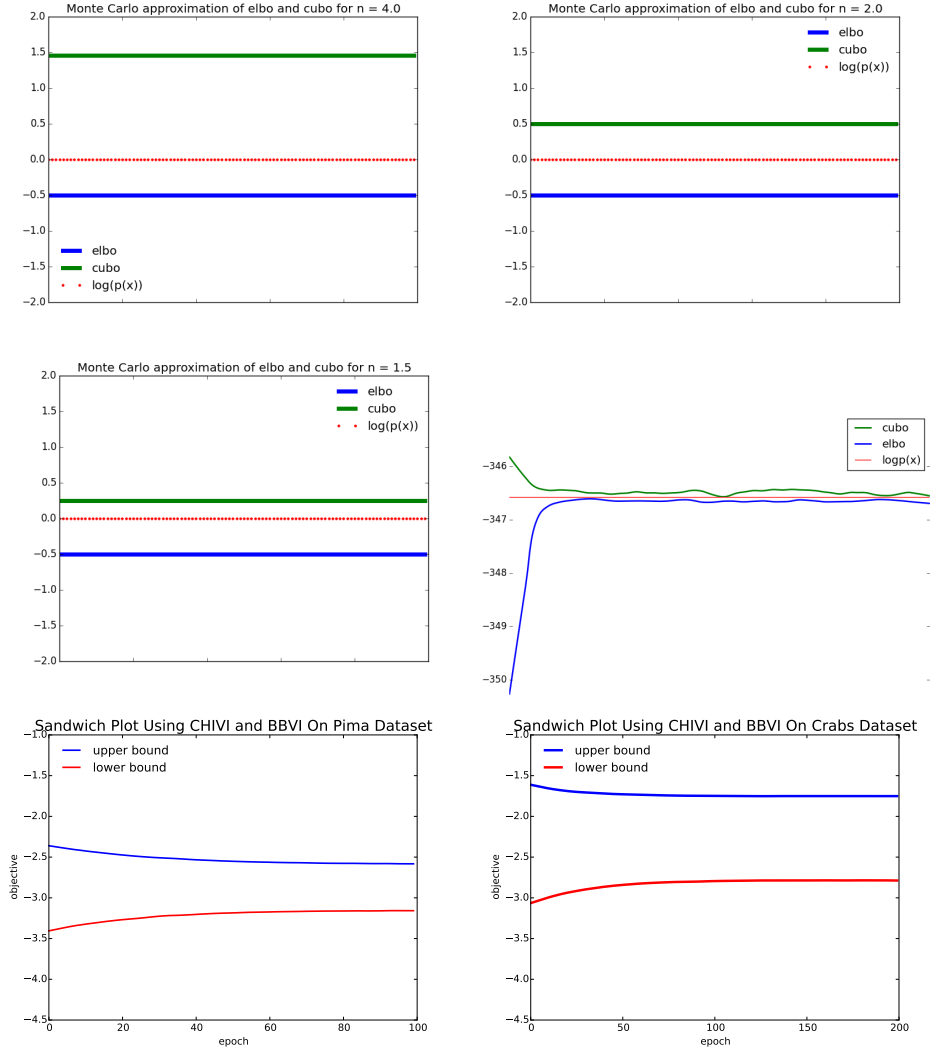 Monte Carlo approximation of elbo and cubo for n = 4.0
2.0
1.5
1.0
0.5
0.0
−0.5
−1.0
−1.5
−2.0
elbo
cubo
log(p(x))
Monte Carlo approximation of elbo and cubo for n = 2.0
2.0
1.5
1.0
0.5
0.0
−0.5
−1.0
−1.5
−2.0
elbo
cubo
log(p(x))
Monte Carlo approximation of elbo and cubo for n = 1.5
2.0
1.5
1.0
0.5
0.0
−0.5
−1.0
−1.5
−2.0
elbo
cubo
log(p(x))
cubo
elbo
logp(x)
−346
−347
−348
−349
−350
0
50
100
150
200
Sandwich Plot Using CHIVI and BBVI On Pima Dataset
−1.0
−1.5
−2.0
−2.5
−3.0
−3.5
−4.0
−4.5
objective
upper bound
lower bound
0
20
40
60
80
100
epoch
Sandwich Plot Using CHIVI and BBVI On Crabs Dataset
−1.0
−1.5
−2.0
−2.5
−3.0
−3.5
−4.0
−4.5
objective
upper bound
lower bound
0
50
100
150
200
epoch